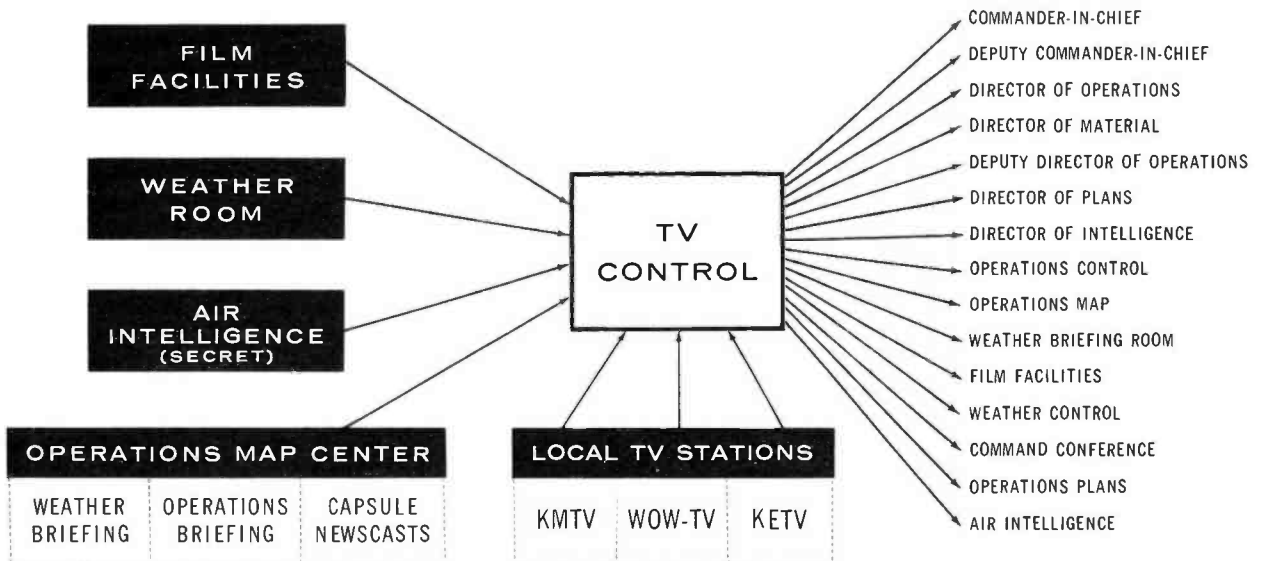 FILM
FACILITIES
WEATHER
ROOM
AIR
INTELLIGENCE
(SECRET)
OPERATIONS MAP CENTER
WEATHER
BRIEFING
OPERATIONS
BRIEFING
CAPSULE
NEWSCASTS
TV
CONTROL
LOCAL TV STATIONS
KMTV
WOW-TV
KETV
COMMANDER-IN-CHIEF
DEPUTY COMMANDER-IN-CHIEF
DIRECTOR OF OPERATIONS
DIRECTOR OF MATERIAL
DEPUTY DIRECTOR OF OPERATIONS
DIRECTOR OF PLANS
DIRECTOR OF INTELLIGENCE
OPERATIONS CONTROL
OPERATIONS MAP
WEATHER BRIEFING ROOM
FILM FACILITIES
WEATHER CONTROL
COMMAND CONFERENCE
OPERATIONS PLANS
AIR INTELLIGENCE